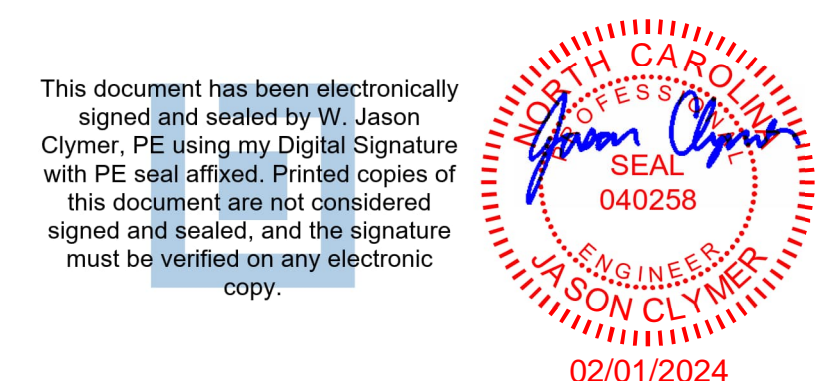 This document has been electronically
signed and sealed by W. Jason
Clymer, PE using my Digital Signature
with PE seal affixed. Printed copies of
this document are not considered
signed and sealed, and the signature
must be verified on any electronic
copy.
NORTH CAROLINA
PROFESSIONAL
Jason Clymer
SEAL
040258
ENGINEER
JASON CLYMER
02/01/2024